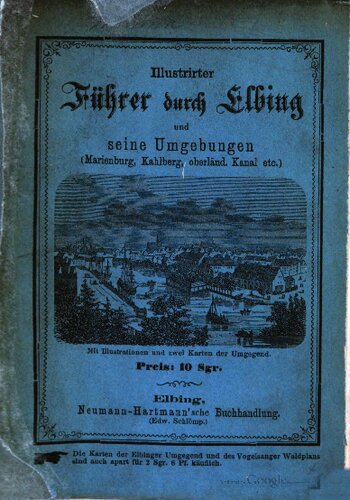 Illustrirter
Führer durch Elbing
und
seine Umgebungen
(Marienburg, Kahlberg, oberländ. Kanal etc.)
Mit Illustrationen und zwei Karten der Umgegend.
Preis: 10 Sgr.
Elbing,
Neumann-Hartmann'sche Buchhandlung.
(Edw. Schlömp.)
Die Karten der Elbinger Umgegend und des Vogelsanger Waldplans
sind auch apart für 2 Sgr. 6 Pf. käuflich.
Google